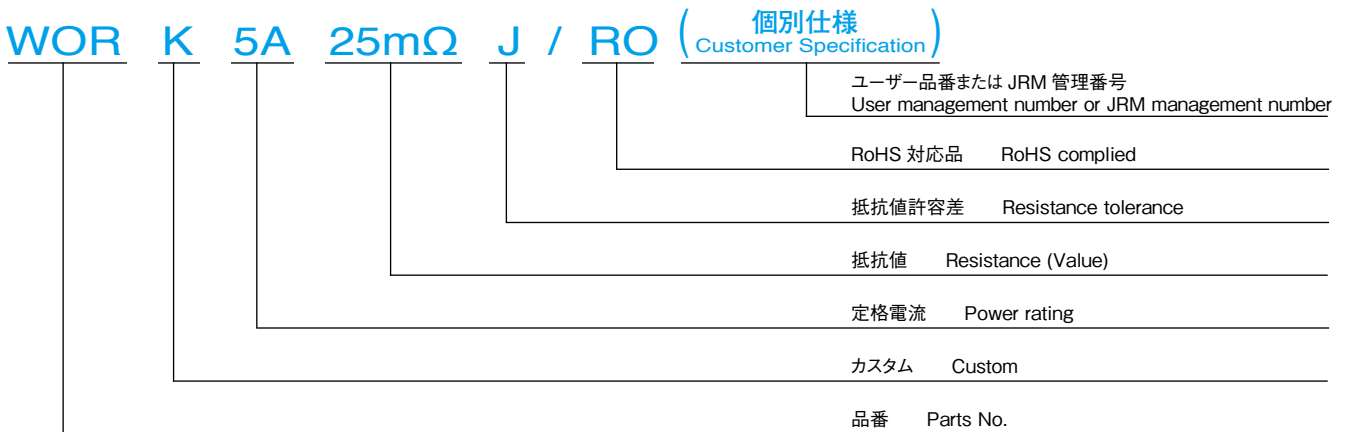 WOR K 5A 25mΩ J / RO (個別仕様
Customer Specification)
ユーザー品番または JRM 管理番号
User management number or JRM management number
RoHS 対応品 RoHS complied
抵抗値許容差 Resistance tolerance
抵抗値 Resistance (Value)
定格電流 Power rating
カスタム Custom
品番 Parts No.